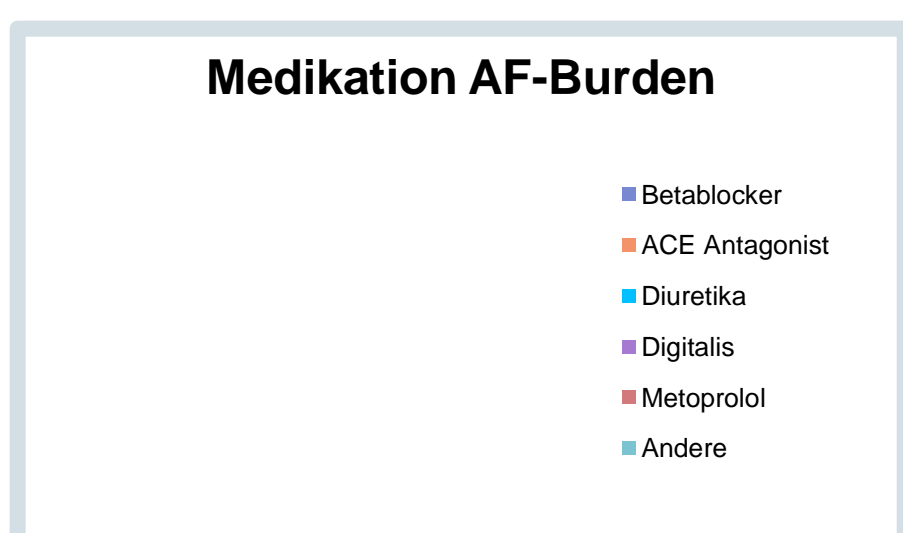 Medikation AF-Burden
Betablocker
ACE Antagonist
Diuretika
Digitalis
Metoprolol
Andere